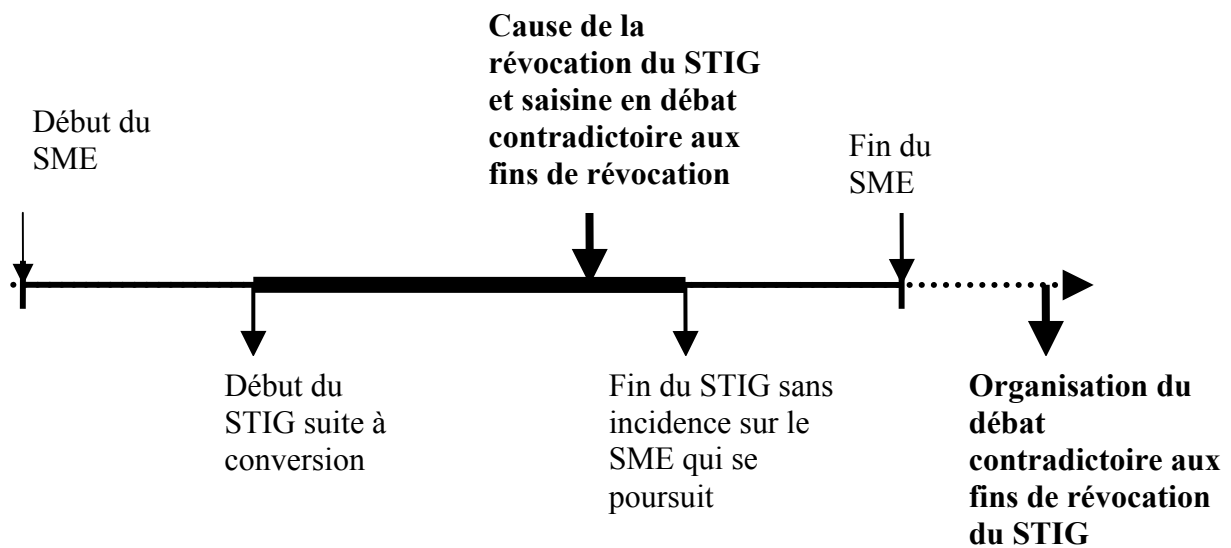 Cause de la
révocation du STIG
et saisine en débat
contradictoire aux
fins de révocation
Début du
SME
Fin du
SME
Début du
STIG suite à
conversion
Fin du STIG sans
incidence sur le
SME qui se
poursuit
Organisation du
débat
contradictoire aux
fins de révocation
du STIG